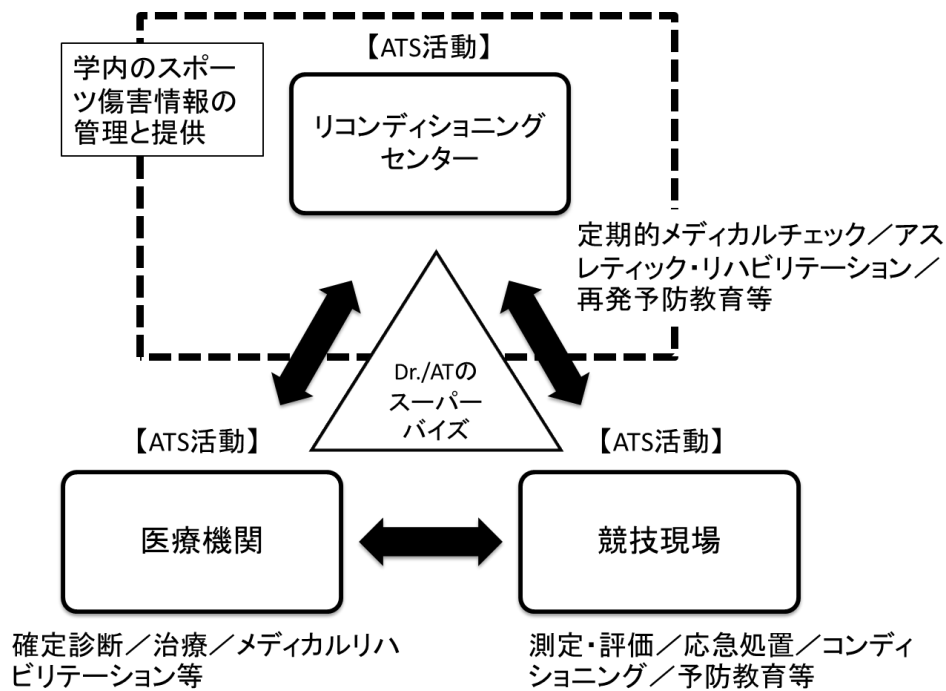 【ATS活動】
学内のスポー
ツ傷害情報の
管理と提供
リコンディショニング
センター
定期的メディカルチェック／アス
レティック・リハビリテーション／
再発予防教育等
Dr./ATの
スーパー
バイズ
【ATS活動】
【ATS活動】
医療機関
競技現場
確定診断／治療／メディカルリハ
ビリテーション等
測定・評価／応急処置／コンディ
ショニング／予防教育等